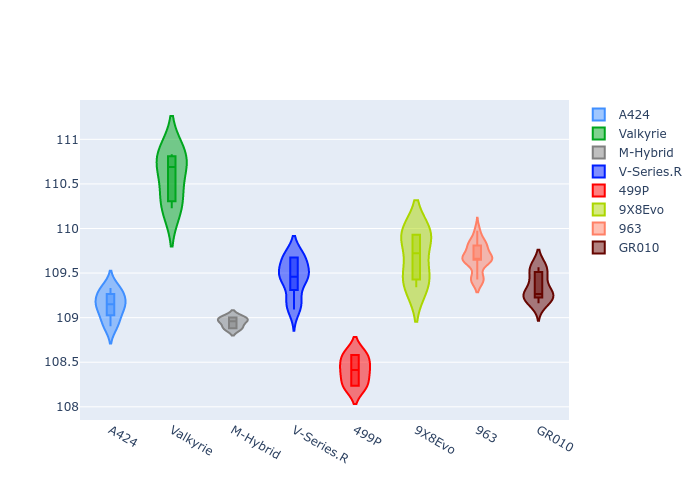 111
110.5
110
109.5
109
108.5
108
A424
Valkyrie
M-Hybrid
V-Series.R
499P
9X8Evo
963
GR010
A424
Valkyrie
M-Hybrid
V-Series.R
499P
9X8Evo
963
GR010